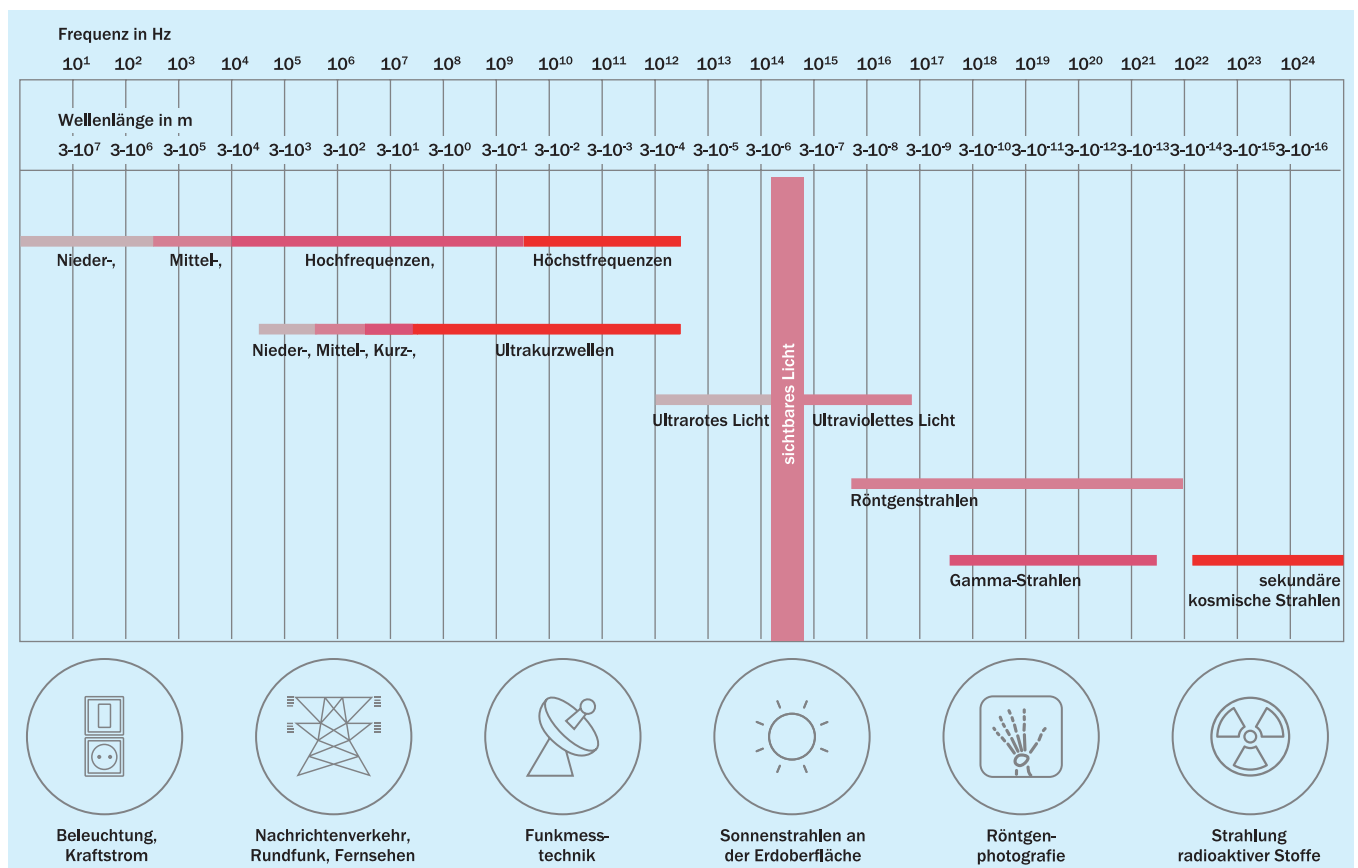 Frequenz in Hz
10¹ 10² 10³ 10⁴ 10⁵ 10⁶ 10⁷ 10⁸ 10⁹ 10¹⁰ 10¹¹ 10¹² 10¹³ 10¹⁴ 10¹⁵ 10¹⁶ 10¹⁷ 10¹⁸ 10¹⁹ 10²⁰ 10²¹ 10²² 10²³ 10²⁴
Wellenlänge in m
3-10⁷ 3-10⁶ 3-10⁵ 3-10⁴ 3-10³ 3-10² 3-10¹ 3-10⁰ 3-10⁻¹ 3-10⁻² 3-10⁻³ 3-10⁻⁴ 3-10⁻⁵ 3-10⁻⁶ 3-10⁻⁷ 3-10⁻⁸ 3-10⁻⁹ 3-10⁻¹⁰ 3-10⁻¹¹ 3-10⁻¹² 3-10⁻¹³ 3-10⁻¹⁴ 3-10⁻¹⁵ 3-10⁻¹⁶
Nieder-, Mittel-, Hochfrequenzen, Höchstfrequenzen
Nieder-, Mittel-, Kurz-, Ultrakurzwellen
sichtbares Licht
Ultrarotes Licht Ultraviolettes Licht
Röntgenstrahlen
Gamma-Strahlen
sekundäre
kosmische Strahlen
Beleuchtung,
Kraftstrom
Nachrichtenverkehr,
Rundfunk, Fernsehen
Funkmess-
technik
Sonnenstrahlen an
der Erdoberfläche
Röntgen-
photografie
Strahlung
radioaktiver Stoffe